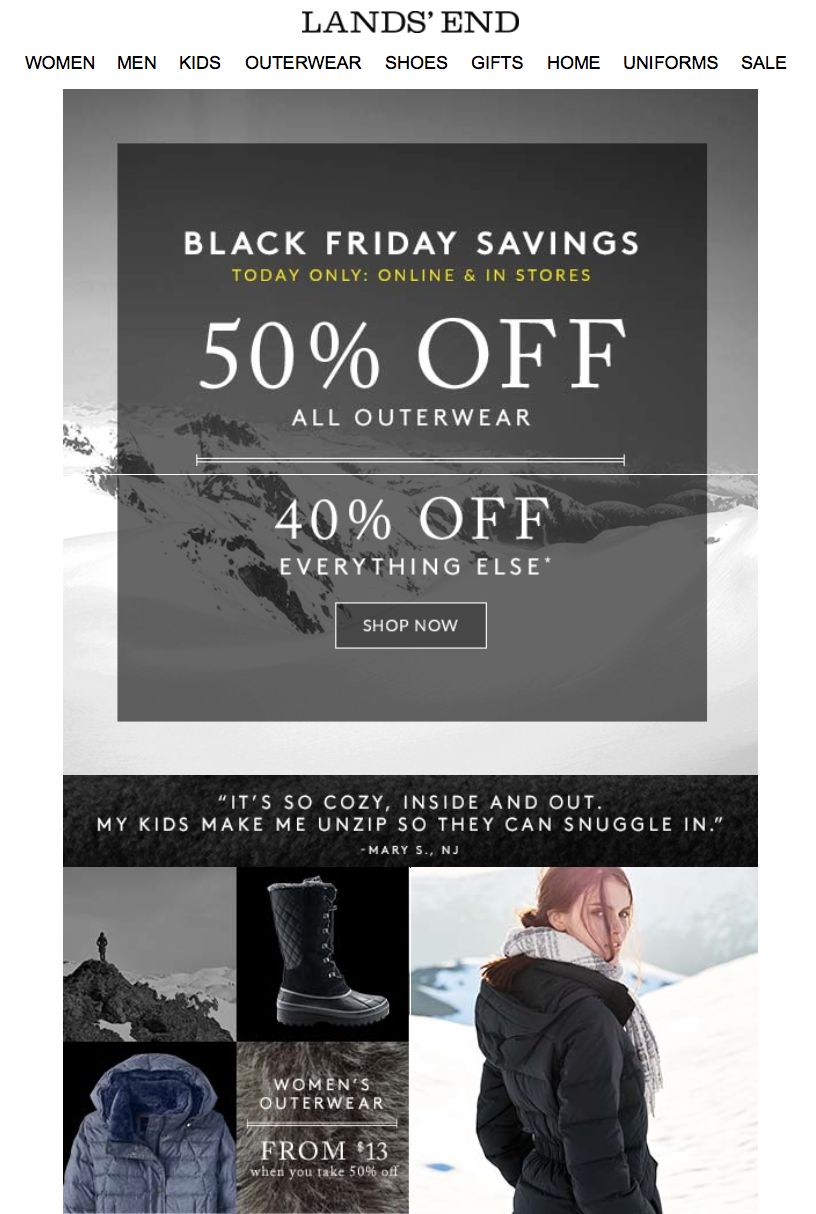 LANDS' END
WOMEN MEN KIDS OUTERWEAR SHOES GIFTS HOME UNIFORMS SALE
BLACK FRIDAY SAVINGS
TODAY ONLY: ONLINE & IN STORES
50% OFF
ALL OUTERWEAR
40% OFF
EVERYTHING ELSE*
SHOP NOW
“IT’S SO COZY, INSIDE AND OUT.
MY KIDS MAKE ME UNZIP SO THEY CAN SNUGGLE IN.”
-MARY S., NJ
WOMEN'S
OUTERWEAR
FROM $13
when you take 50% off